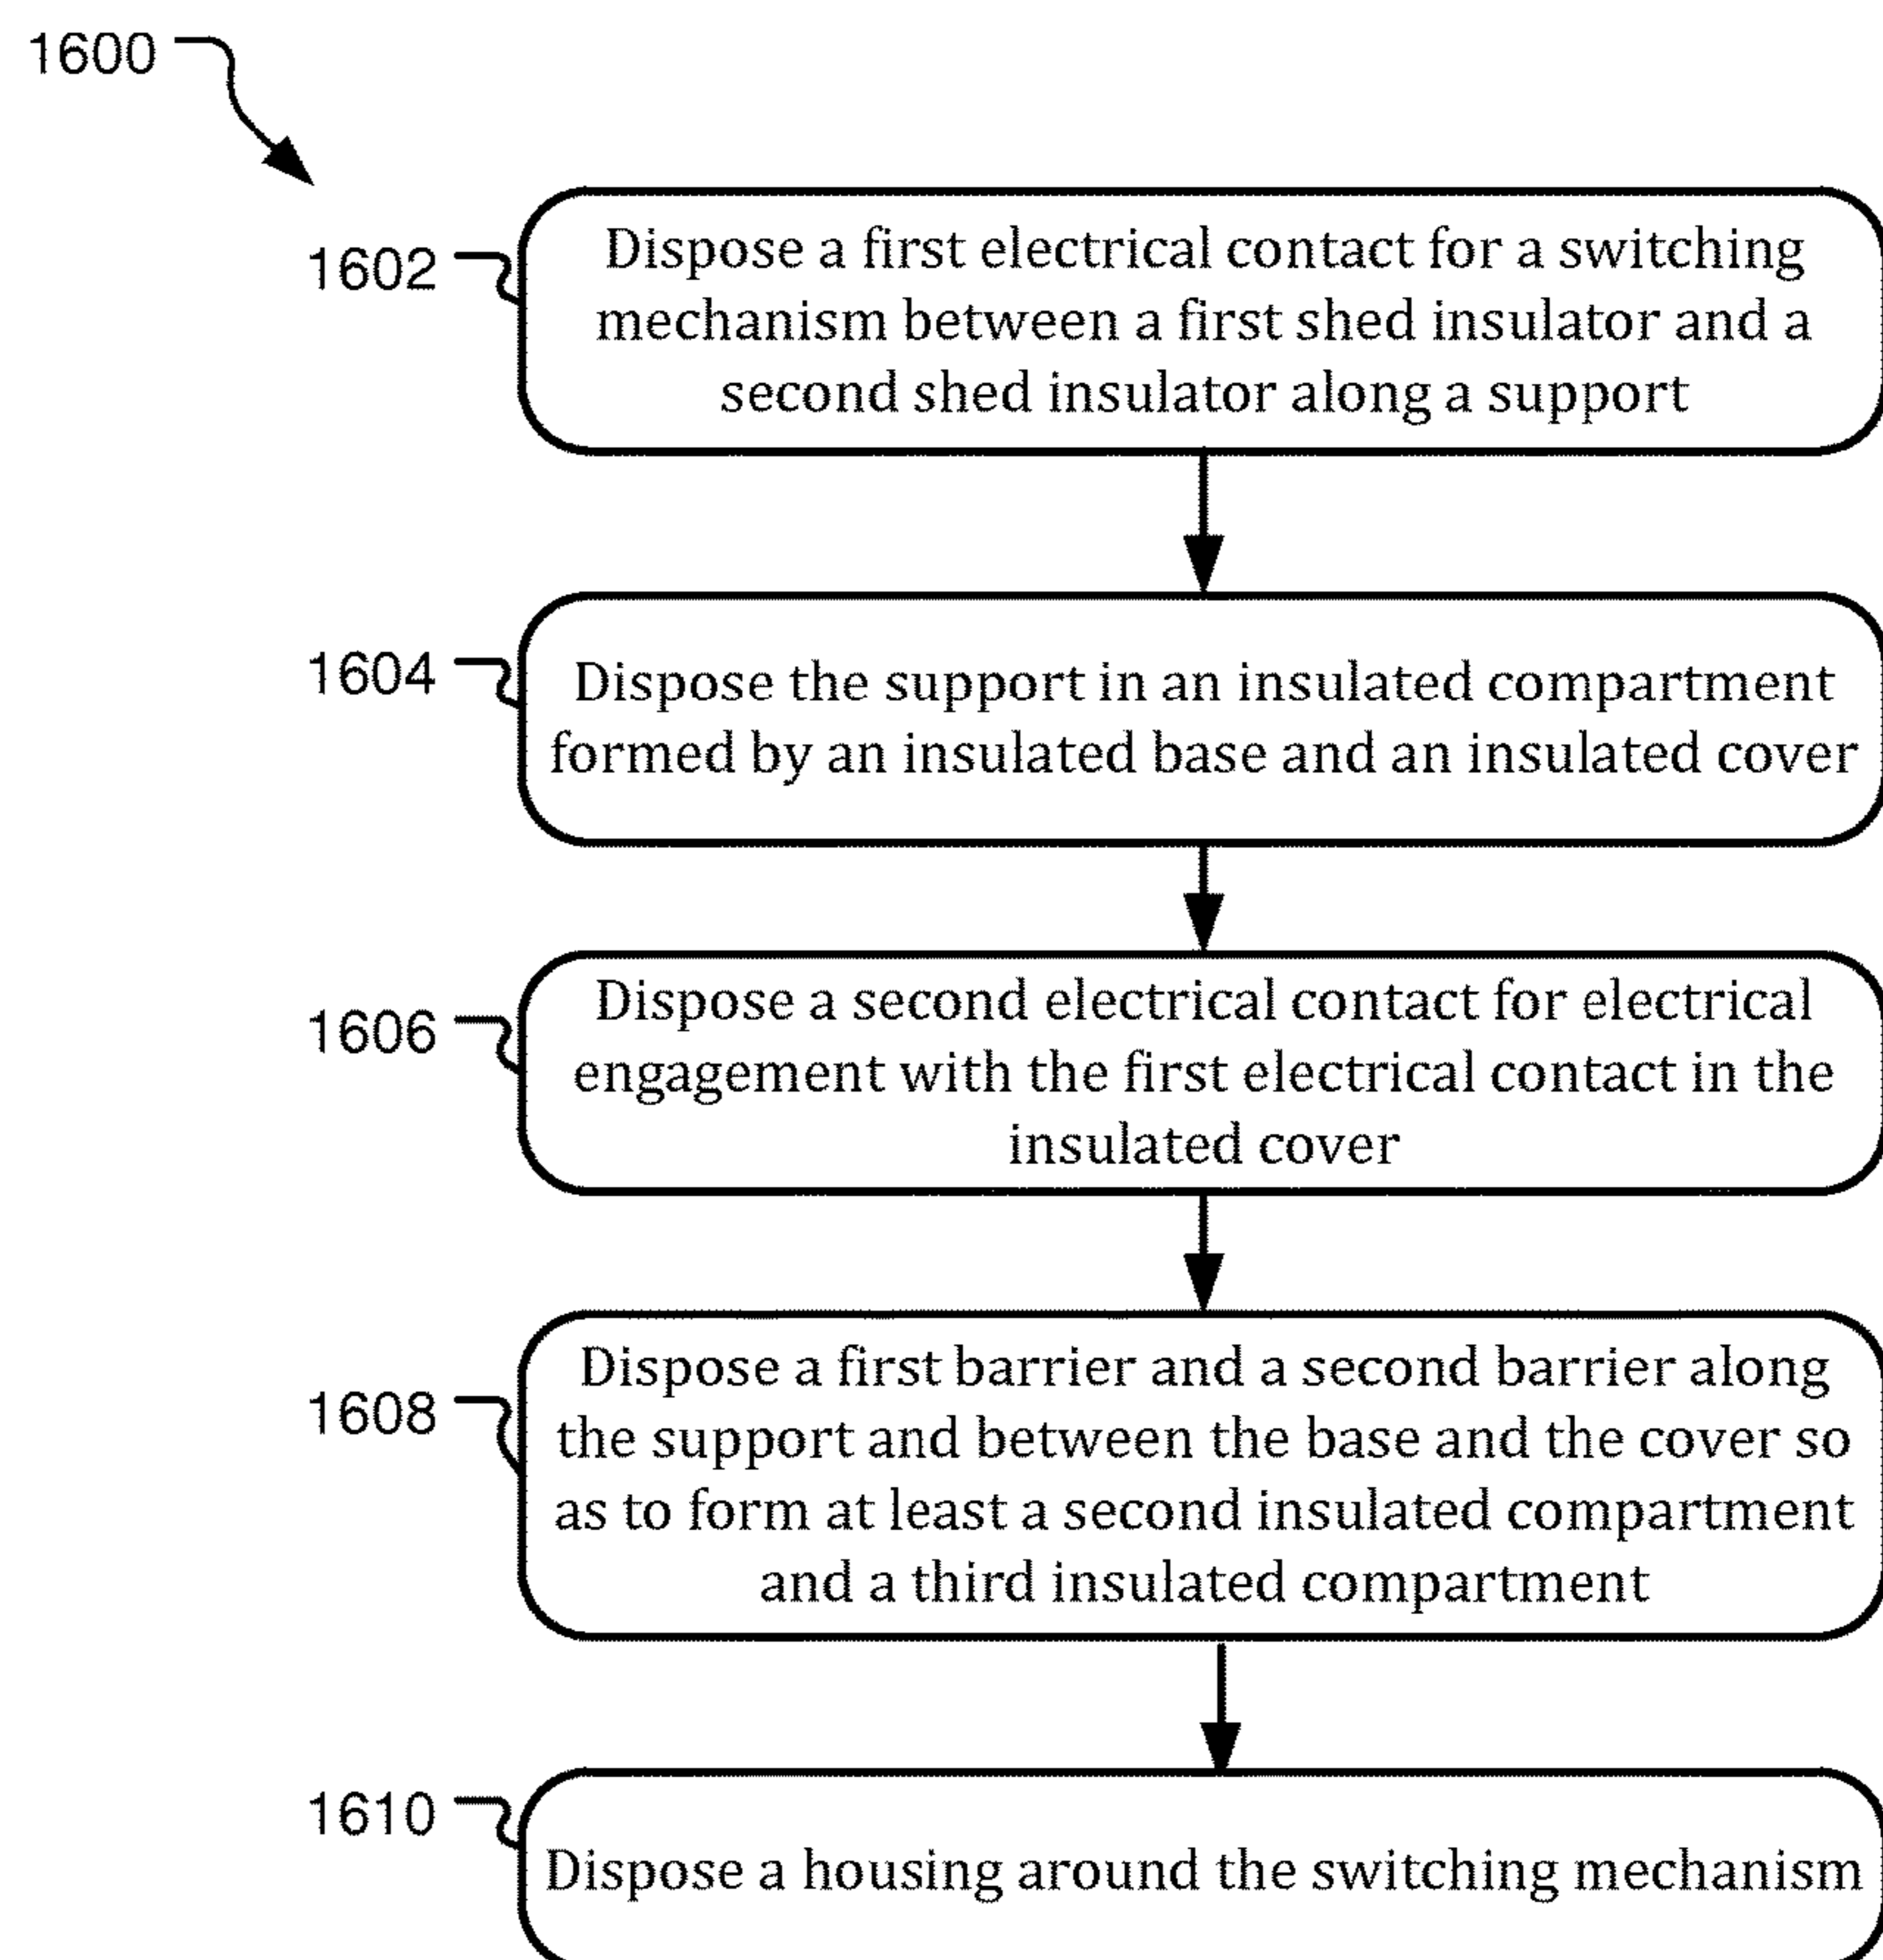 1600
1602
Dispose a first electrical contact for a switching
mechanism between a first shed insulator and a
second shed insulator along a support
1604
Dispose the support in an insulated compartment
formed by an insulated base and an insulated cover
1606
Dispose a second electrical contact for electrical
engagement with the first electrical contact in the
insulated cover
1608
Dispose a first barrier and a second barrier along
the support and between the base and the cover so
as to form at least a second insulated compartment
and a third insulated compartment
1610
Dispose a housing around the switching mechanism